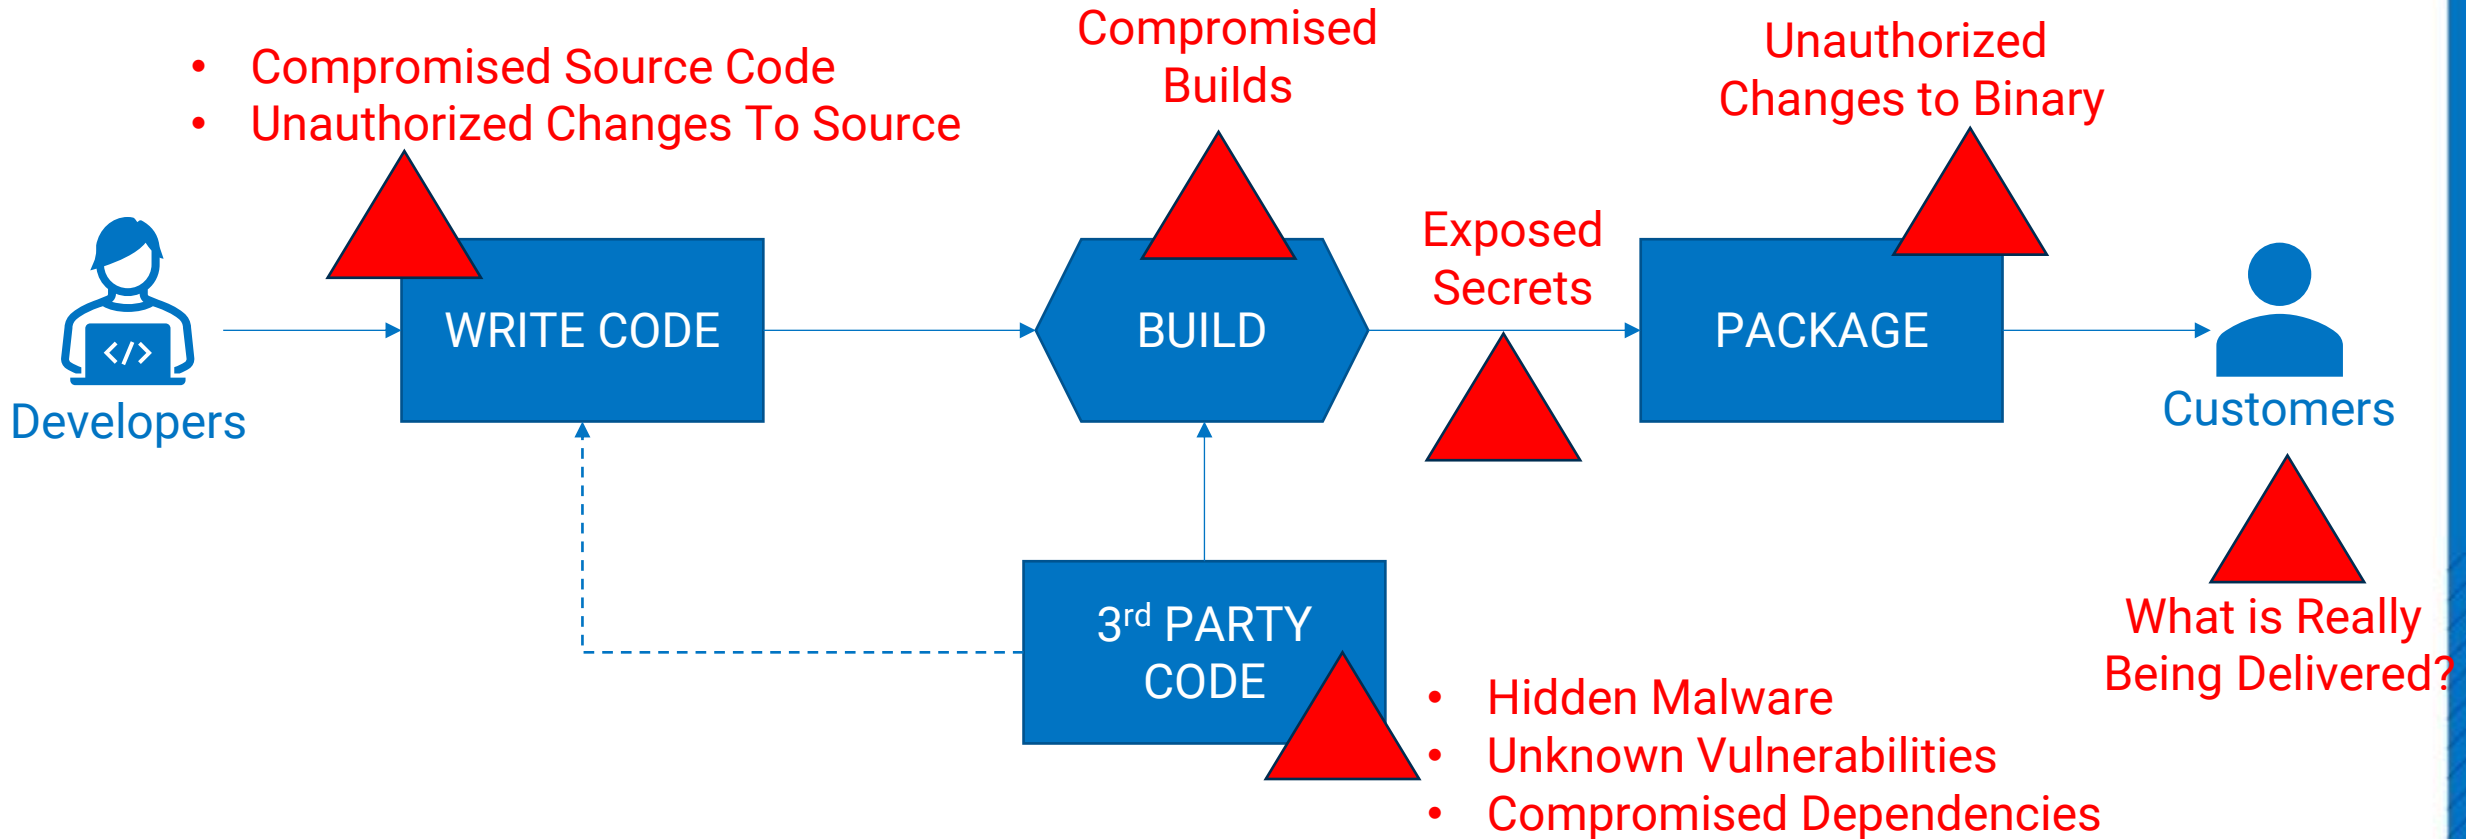 Compromised
Builds
Unauthorized
Changes to Binary
• Compromised Source Code
• Unauthorized Changes To Source
Exposed
Secrets
</>
Developers
WRITE CODE
BUILD
PACKAGE
Customers
3rd PARTY
CODE
• Hidden Malware
• Unknown Vulnerabilities
• Compromised Dependencies
What is Really
Being Delivered?